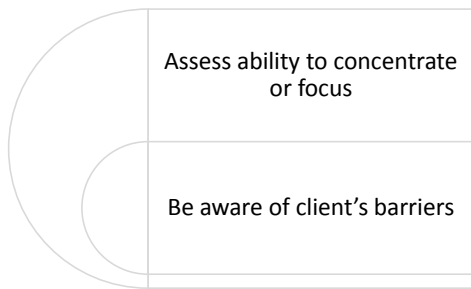 Assess ability to concentrate
or focus
Be aware of client’s barriers